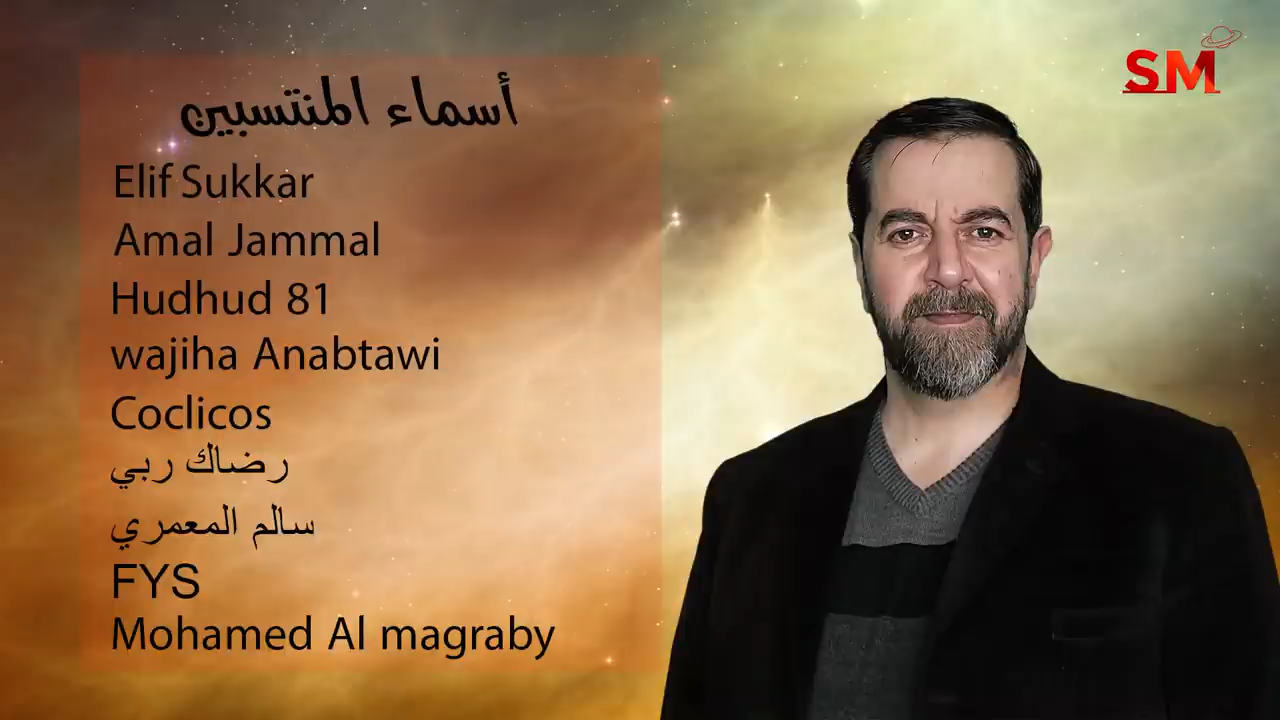 SM
أسماء المنتسبين
Elif Sukkar
Amal Jammal
Hudhud 81
wajiha Anabtawi
Coclicos
رضاك ربي
سالم المعمري
FYS
Mohamed Al magraby